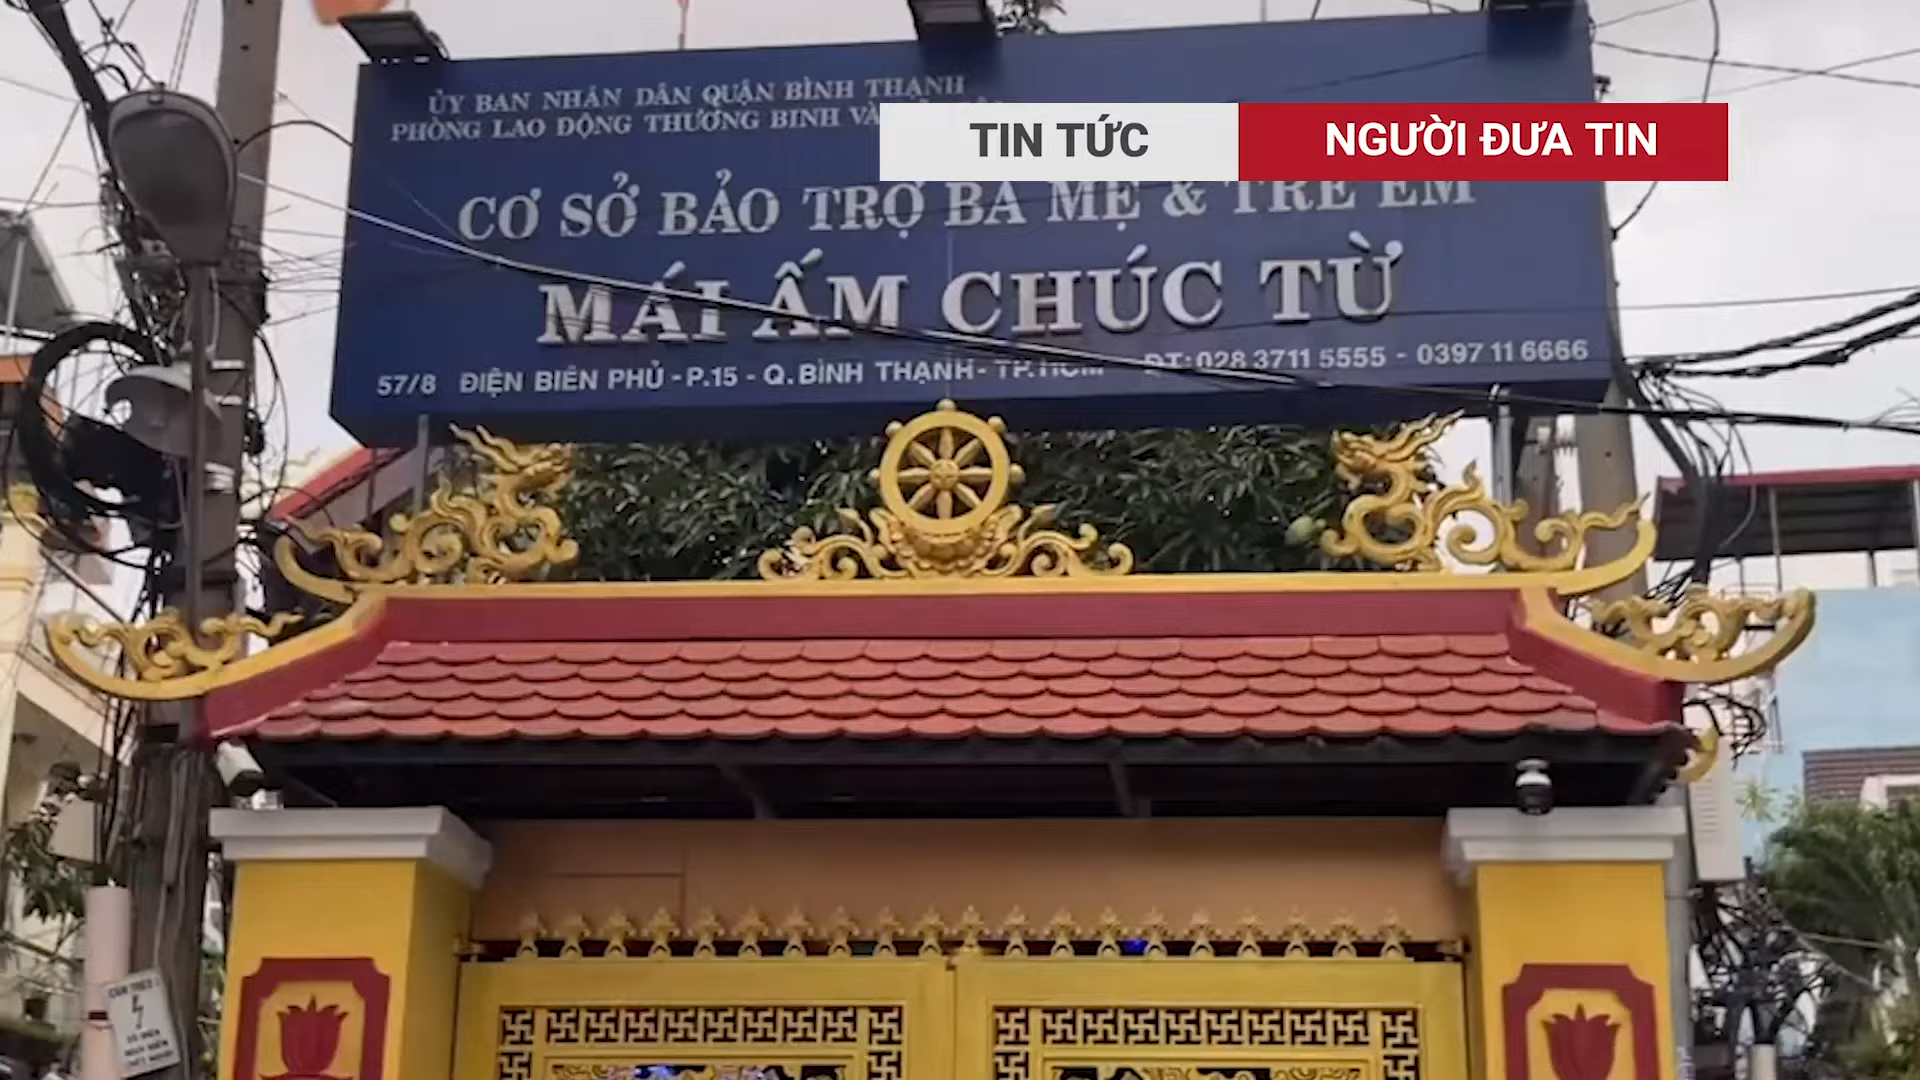 ỦY BAN NHÂN DÂN QUẬN BÌNH THẠNH
PHÒNG LAO ĐỘNG THƯƠNG BINH VÀ
TIN TỨC
NGƯỜI ĐƯA TIN
CƠ SỞ BẢO TRỢ BÀ MẸ & TRẺ EM
MÁI ẤM CHÚC TỪ
57/8 ĐIỆN BIÊN PHỦ - P.15 - Q. BÌNH THẠNH - TP.HCM ĐT: 028 3711 5555 - 0397 11 6666